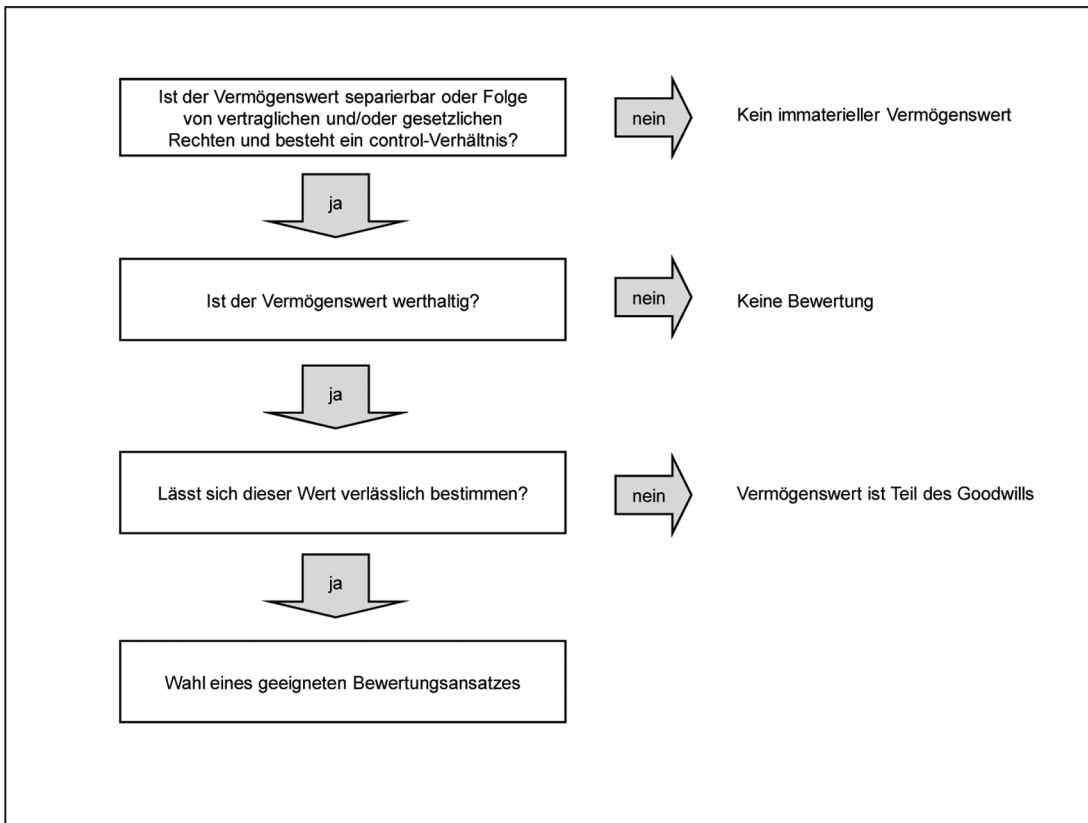 Ist der Vermögenswert separierbar oder Folge
von vertraglichen und/oder gesetzlichen
Rechten und besteht ein control-Verhältnis?
nein
Kein immaterieller Vermögenswert
ja
Ist der Vermögenswert werthaltig?
nein
Keine Bewertung
ja
Lässt sich dieser Wert verlässlich bestimmen?
nein
Vermögenswert ist Teil des Goodwills
ja
Wahl eines geeigneten Bewertungsansatzes